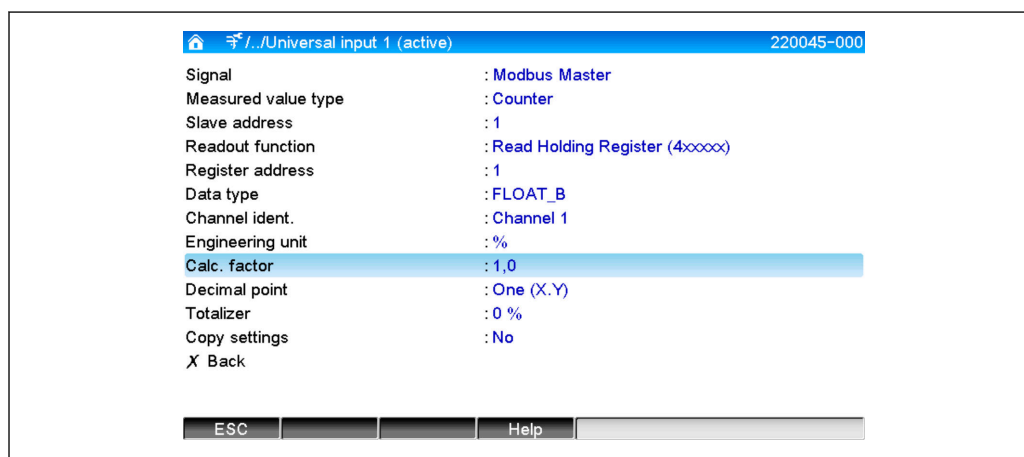 /../Universal input 1 (active) 220045-000
Signal : Modbus Master
Measured value type : Counter
Slave address : 1
Readout function : Read Holding Register (4xxxxx)
Register address : 1
Data type : FLOAT_B
Channel ident. : Channel 1
Engineering unit : %
Calc. factor : 1,0
Decimal point : One (X.Y)
Totalizer : 0 %
Copy settings : No
X Back
ESC Help